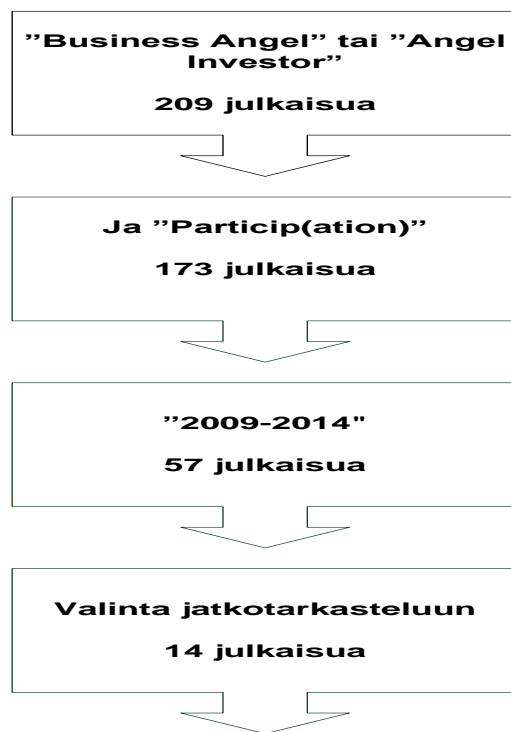 ”Business Angel” tai ”Angel
Investor”
209 julkaisua
Ja ”Particip(ation)”
173 julkaisua
”2009-2014"
57 julkaisua
Valinta jatkotarkasteluun
14 julkaisua